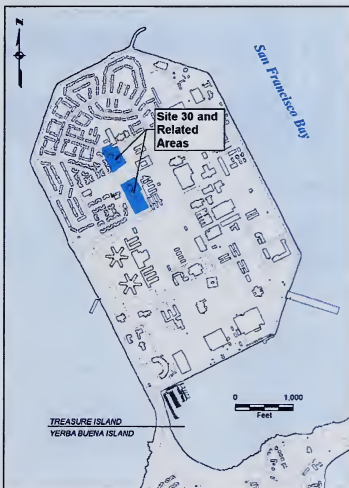 N
San Francisco Bay
Site 30 and
Related
Areas
0 1,000
Feet
TREASURE ISLAND
YERBA BUENA ISLAND